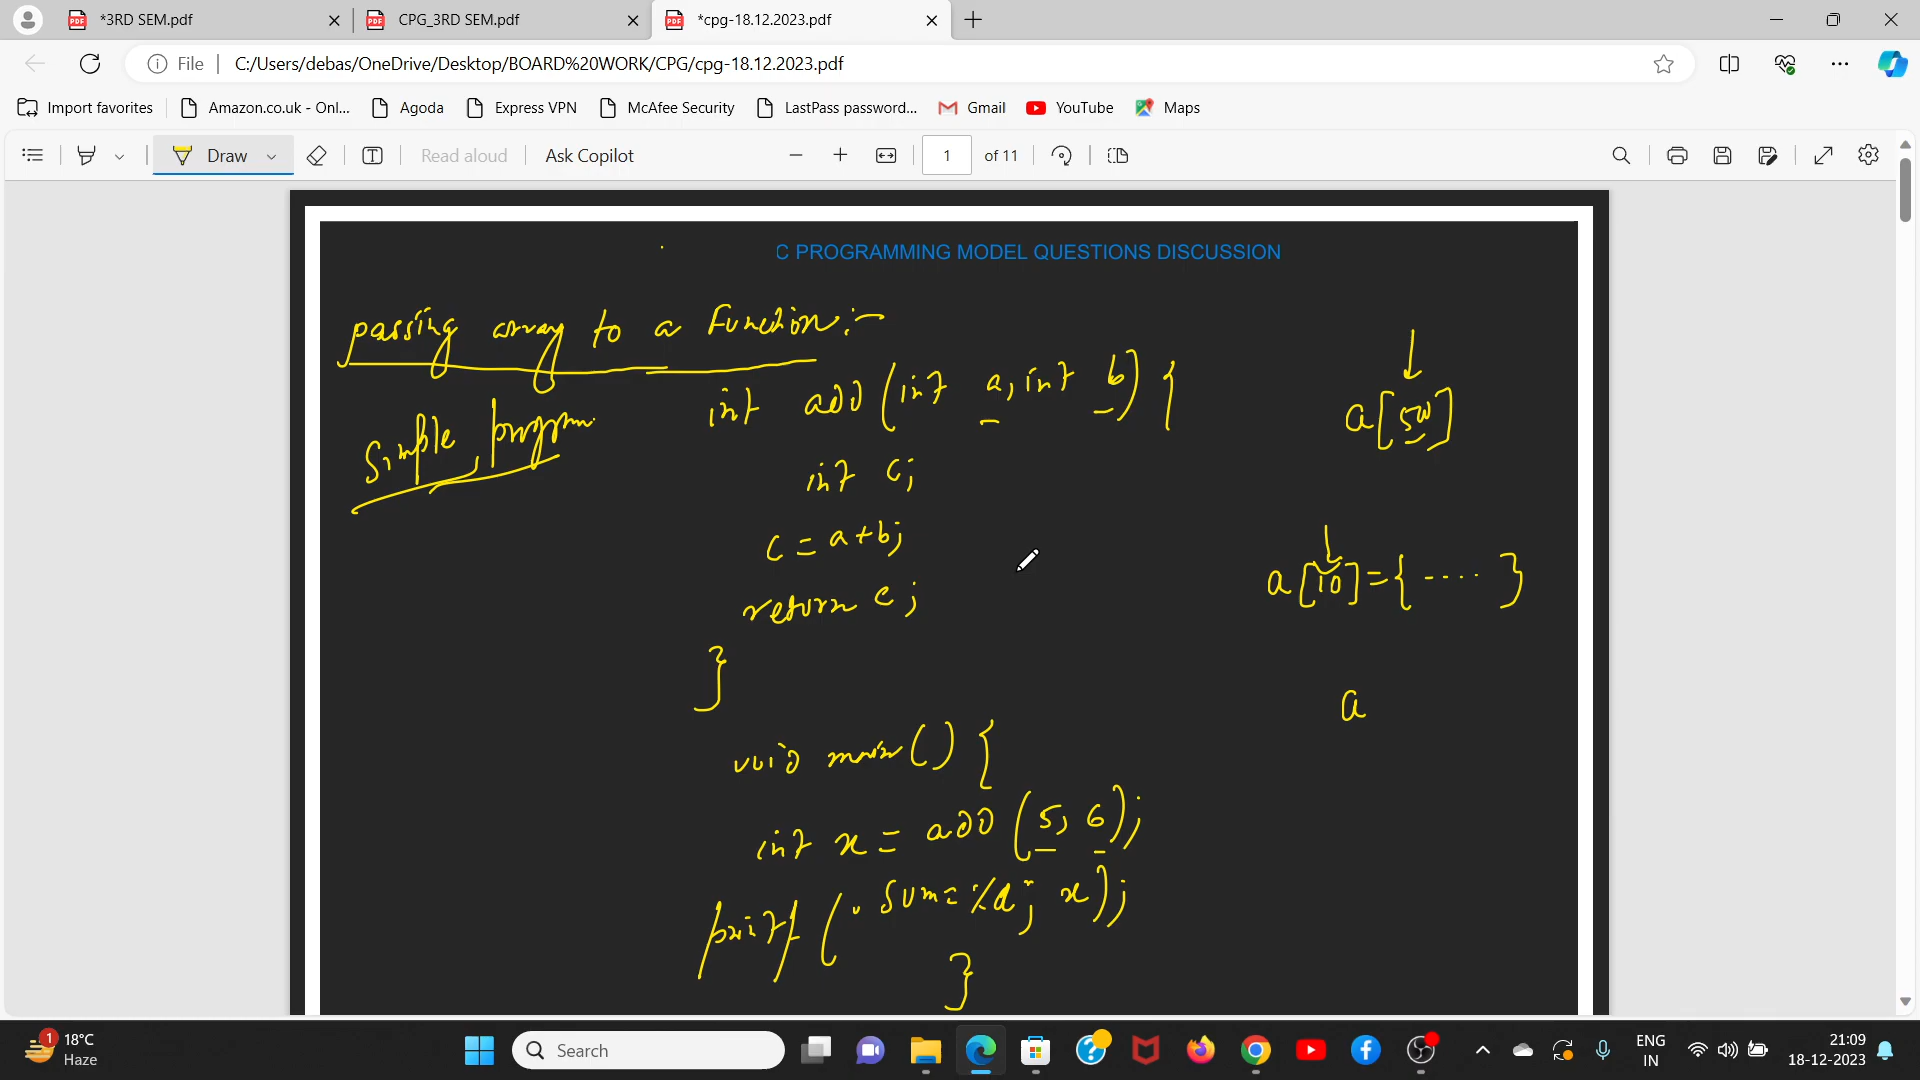 *3RD SEM.pdf
CPG_3RD SEM.pdf
*cpg-18.12.2023.pdf
File
C:/Users/debas/OneDrive/Desktop/BOARD%20WORK/CPG/cpg-18.12.2023.pdf
Import favorites
Amazon.co.uk - Onl...
Agoda
Express VPN
McAfee Security
LastPass password...
Gmail
YouTube
Maps
Draw
Read aloud
Ask Copilot
1 of 11
C PROGRAMMING MODEL QUESTIONS DISCUSSION
passing array to a Function:-
Simple program
int add (int a, int b) {
int c;
c = a+b;
return c;
}
void main() {
int x = add (5, 6);
printf (" Sum=%d", x);
}
a[50]
a[10]={ ..... }
a
1
18°C
Haze
Search
ENG
IN
21:09
18-12-2023